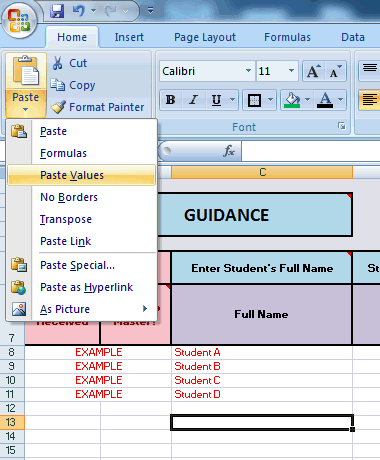 Home Insert Page Layout Formulas Data
Cut
Copy
Format Painter
Paste
Calibri 11 A A
B I U A
Font
Paste
Formulas
Paste Values
No Borders
Transpose
Paste Link
Paste Special...
Paste as Hyperlink
As Picture
fx
C
GUIDANCE
Enter Student's Full Name
Full Name
Received
Master?
7
8 EXAMPLE Student A
9 EXAMPLE Student B
10 EXAMPLE Student C
11 EXAMPLE Student D
12
13
14
15